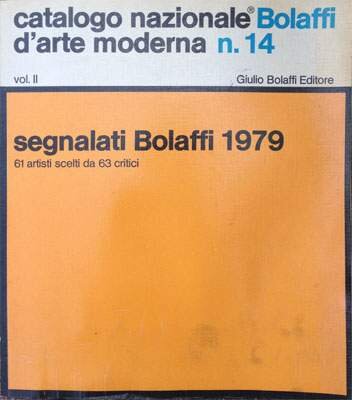 catalogo nazionale® Bolaffi
d'arte moderna n. 14
vol. II Giulio Bolaffi Editore
segnalati Bolaffi 1979
61 artisti scelti da 63 critici